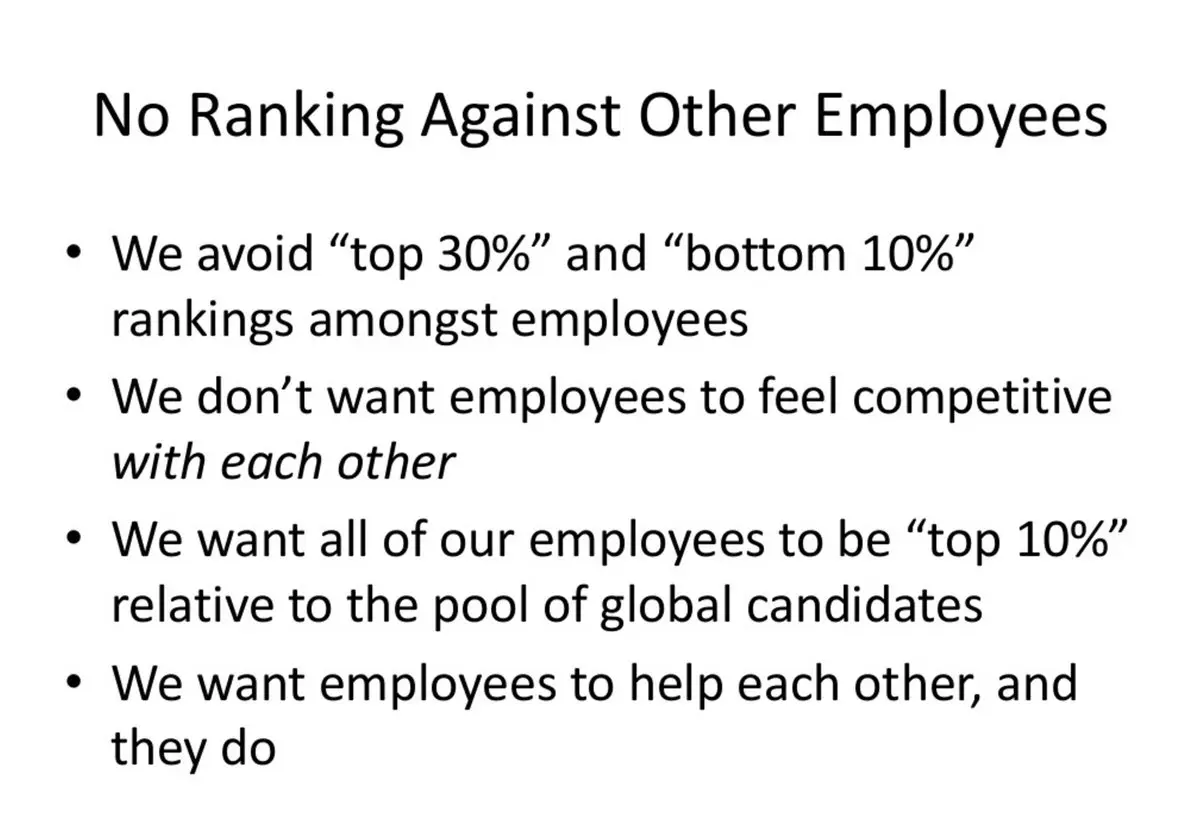 No Ranking Against Other Employees
• We avoid “top 30%” and “bottom 10%”
rankings amongst employees
• We don’t want employees to feel competitive
with each other
• We want all of our employees to be “top 10%”
relative to the pool of global candidates
• We want employees to help each other, and
they do